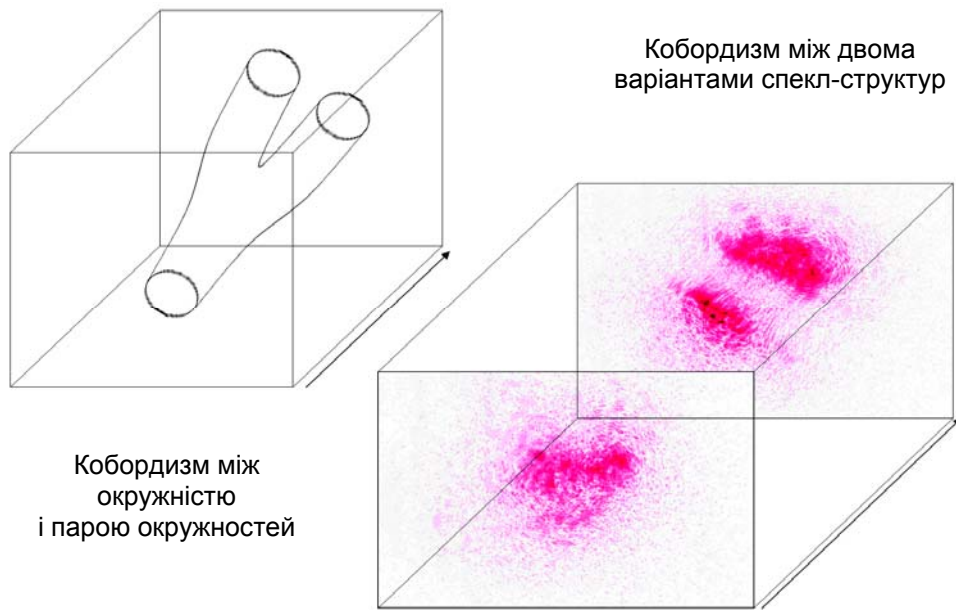 Кобордизм між двома
варіантами спекл-структур
Кобордизм між
окружністю
і парою окружностей